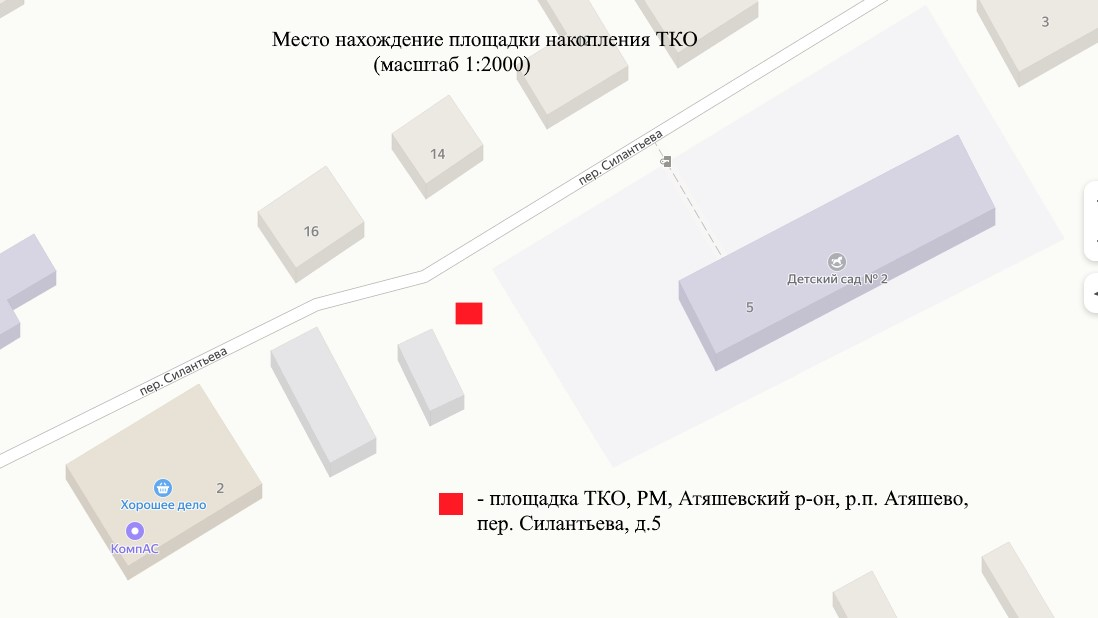 Место нахождение площадки накопления ТКО
(масштаб 1:2000)
3
14
пер. Силантьева
16
Детский сад № 2
5
пер. Силантьева
2
Хорошее дело
КомпАС
- площадка ТКО, РМ, Атяшевский р-он, р.п. Атяшево,
пер. Силантьева, д.5